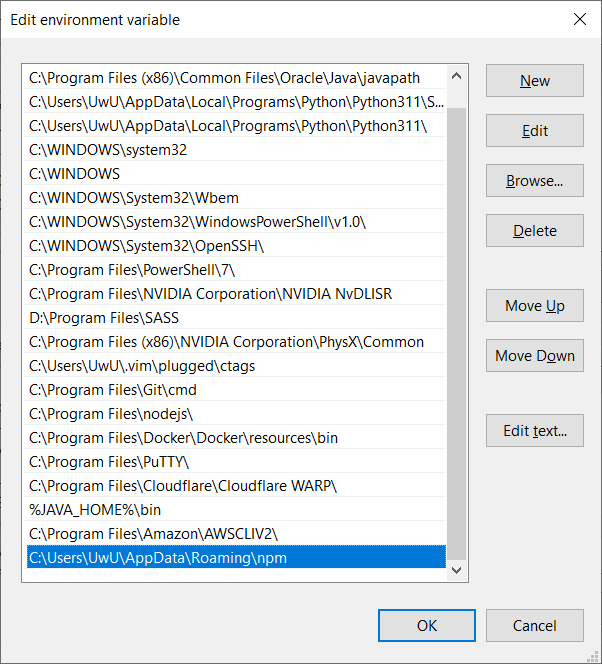 Edit environment variable
C:\Program Files (x86)\Common Files\Oracle\Java\javapath
C:\Users\UwU\AppData\Local\Programs\Python\Python311\S...
C:\Users\UwU\AppData\Local\Programs\Python\Python311\
C:\WINDOWS\system32
C:\WINDOWS
C:\WINDOWS\System32\Wbem
C:\WINDOWS\System32\WindowsPowerShell\v1.0\
C:\WINDOWS\System32\OpenSSH\
C:\Program Files\PowerShell\7\
C:\Program Files\NVIDIA Corporation\NVIDIA NvDLISR
D:\Program Files\SASS
C:\Program Files (x86)\NVIDIA Corporation\PhysX\Common
C:\Users\UwU\.vim\plugged\ctags
C:\Program Files\Git\cmd
C:\Program Files\nodejs\
C:\Program Files\Docker\Docker\resources\bin
C:\Program Files\PuTTY\
C:\Program Files\Cloudflare\Cloudflare WARP\
%JAVA_HOME%\bin
C:\Program Files\Amazon\AWSCLIV2\
C:\Users\UwU\AppData\Roaming\npm
New
Edit
Browse...
Delete
Move Up
Move Down
Edit text...
OK
Cancel